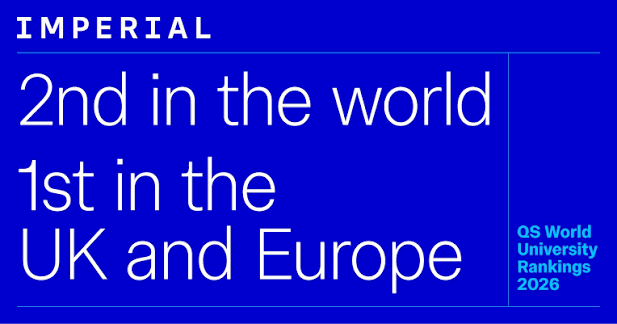 IMPERIAL
2nd in the world
1st in the
UK and Europe
QS World
University
Rankings
2026